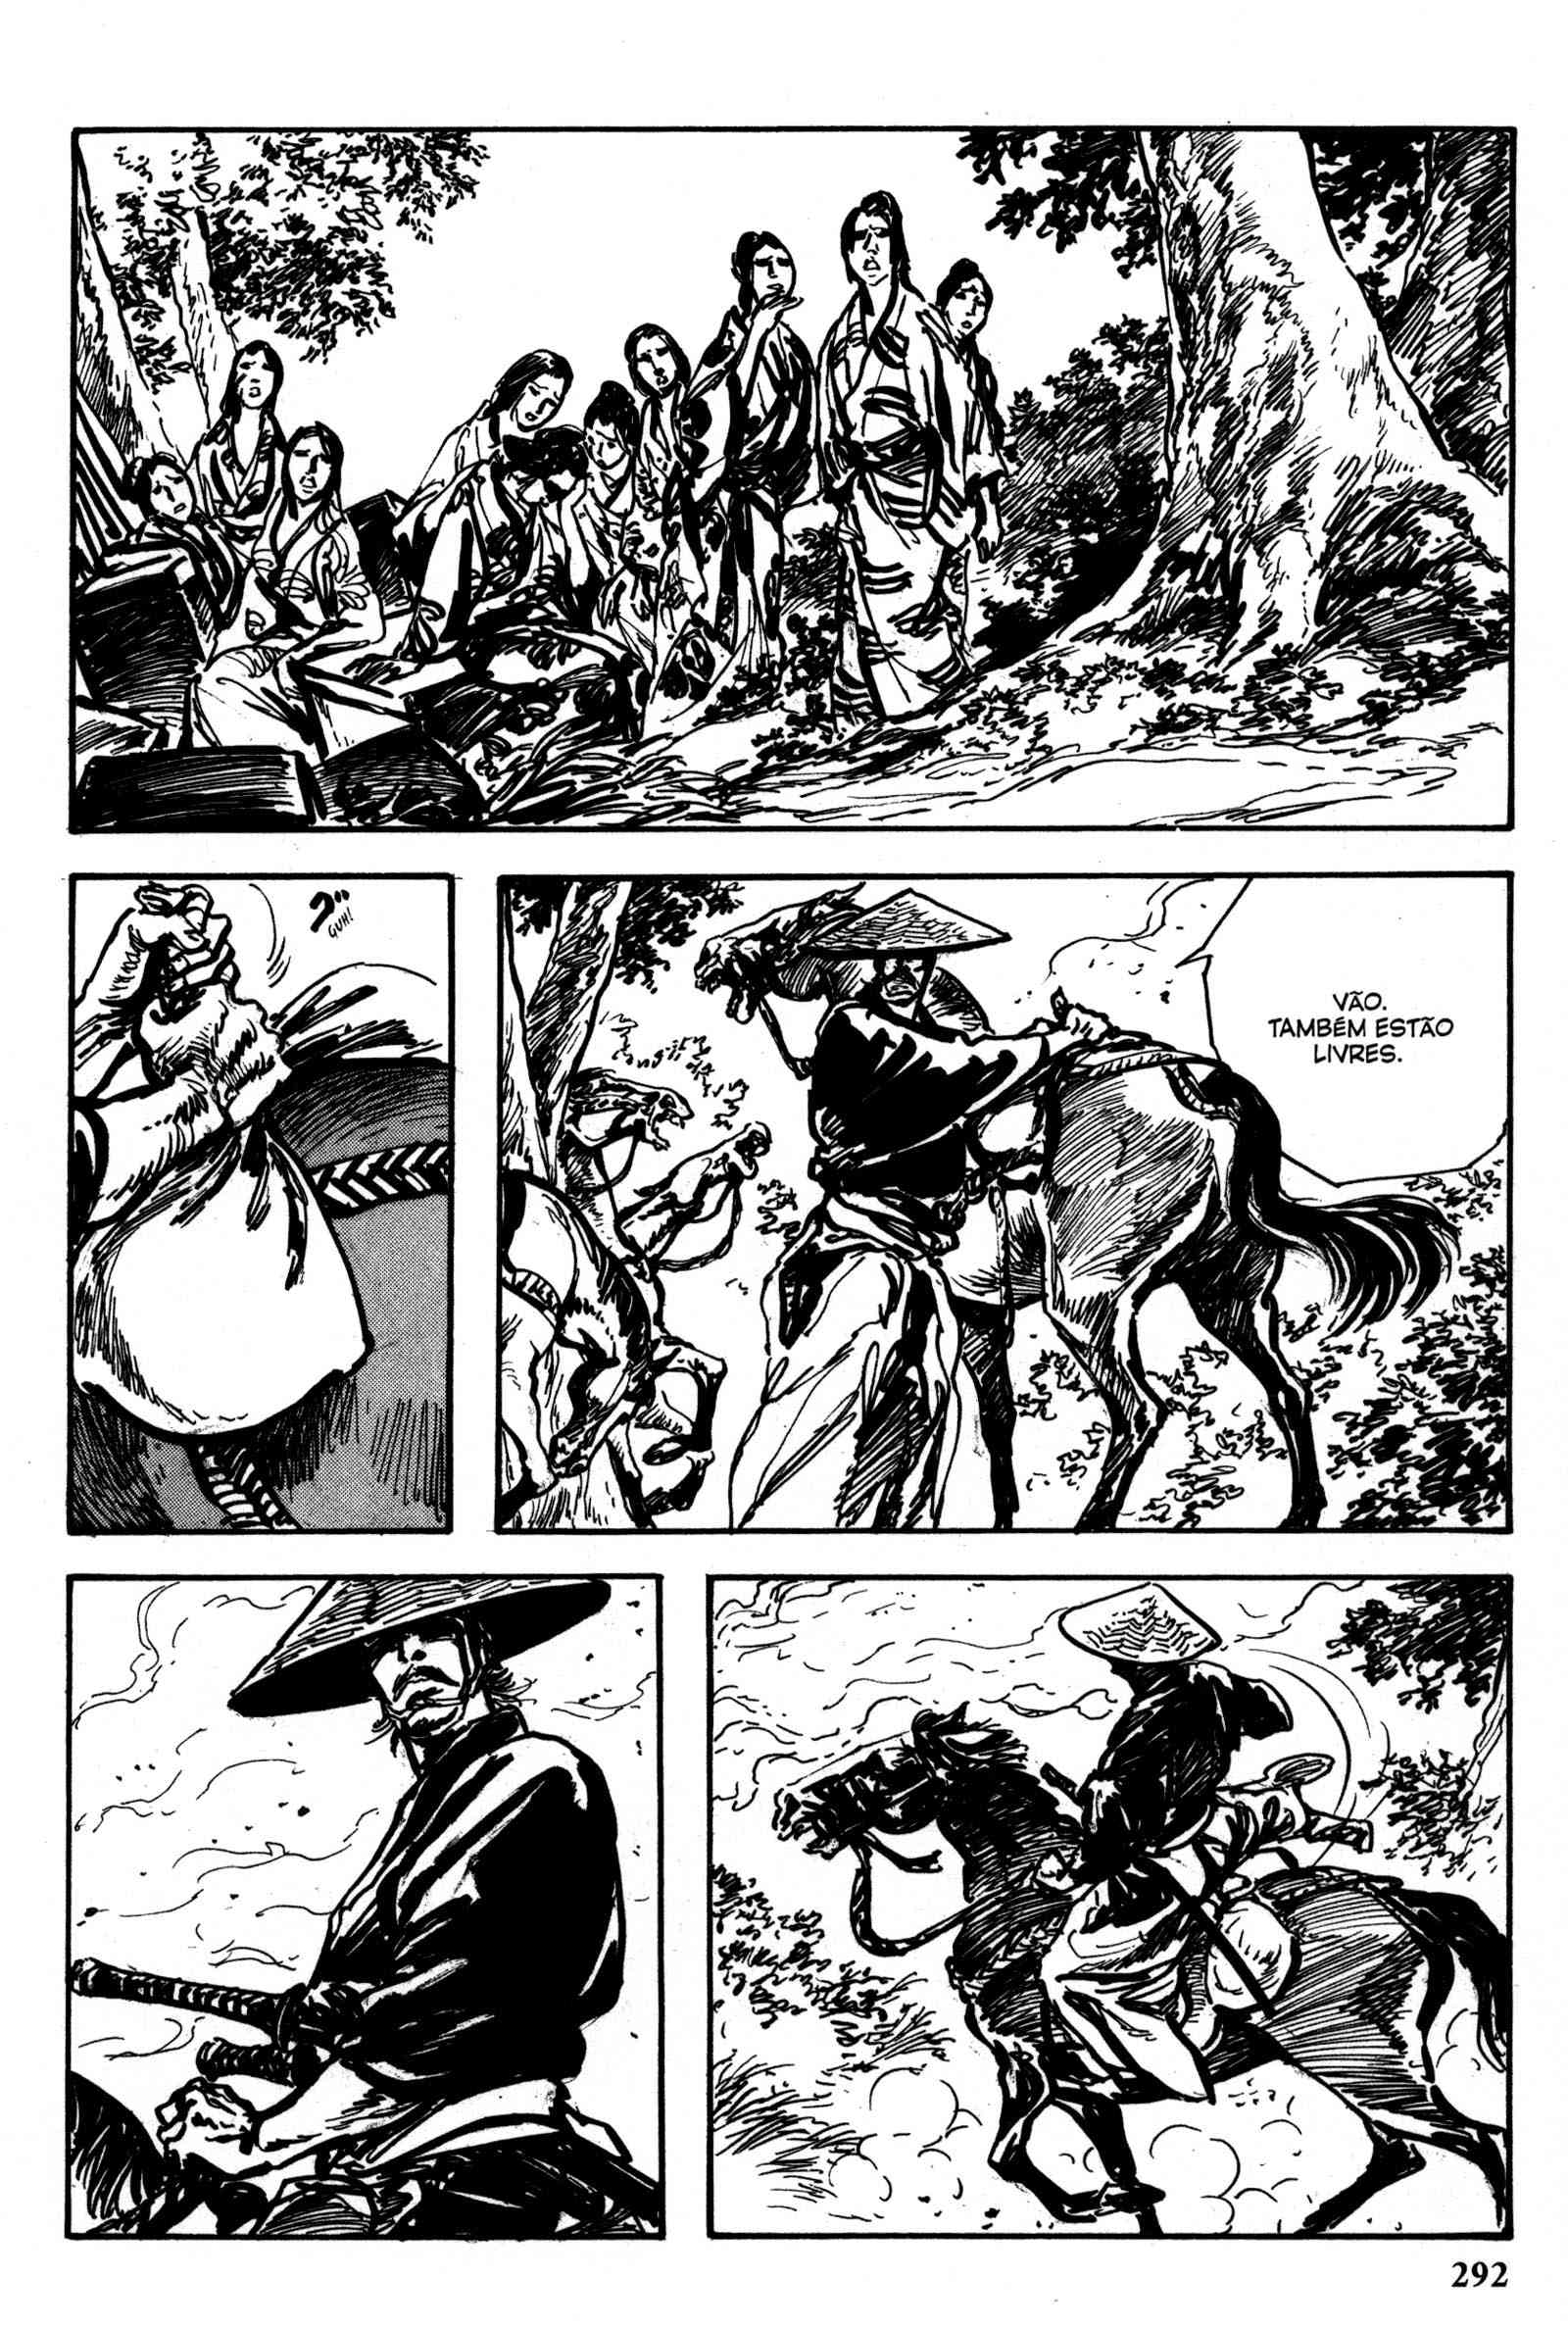 VÃO.
TAMBÉM ESTÃO
LIVRES.
グッ
GUH!
292